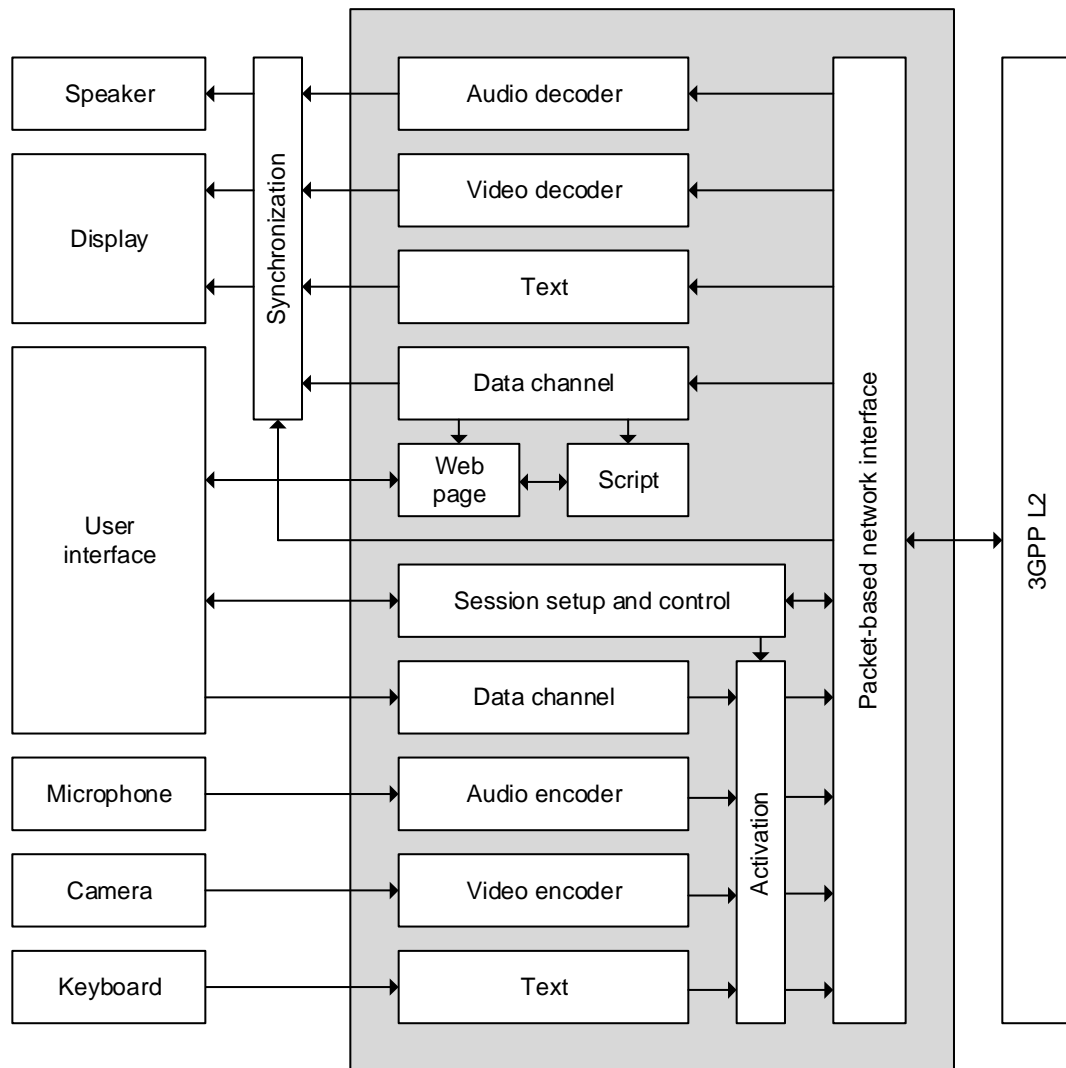 Speaker
Audio decoder
Video decoder
Display
Synchronization
Text
Data channel
Web
page
Script
User
interface
Packet-based network interface
3GPP L2
Session setup and control
Data channel
Microphone
Audio encoder
Activation
Camera
Video encoder
Keyboard
Text